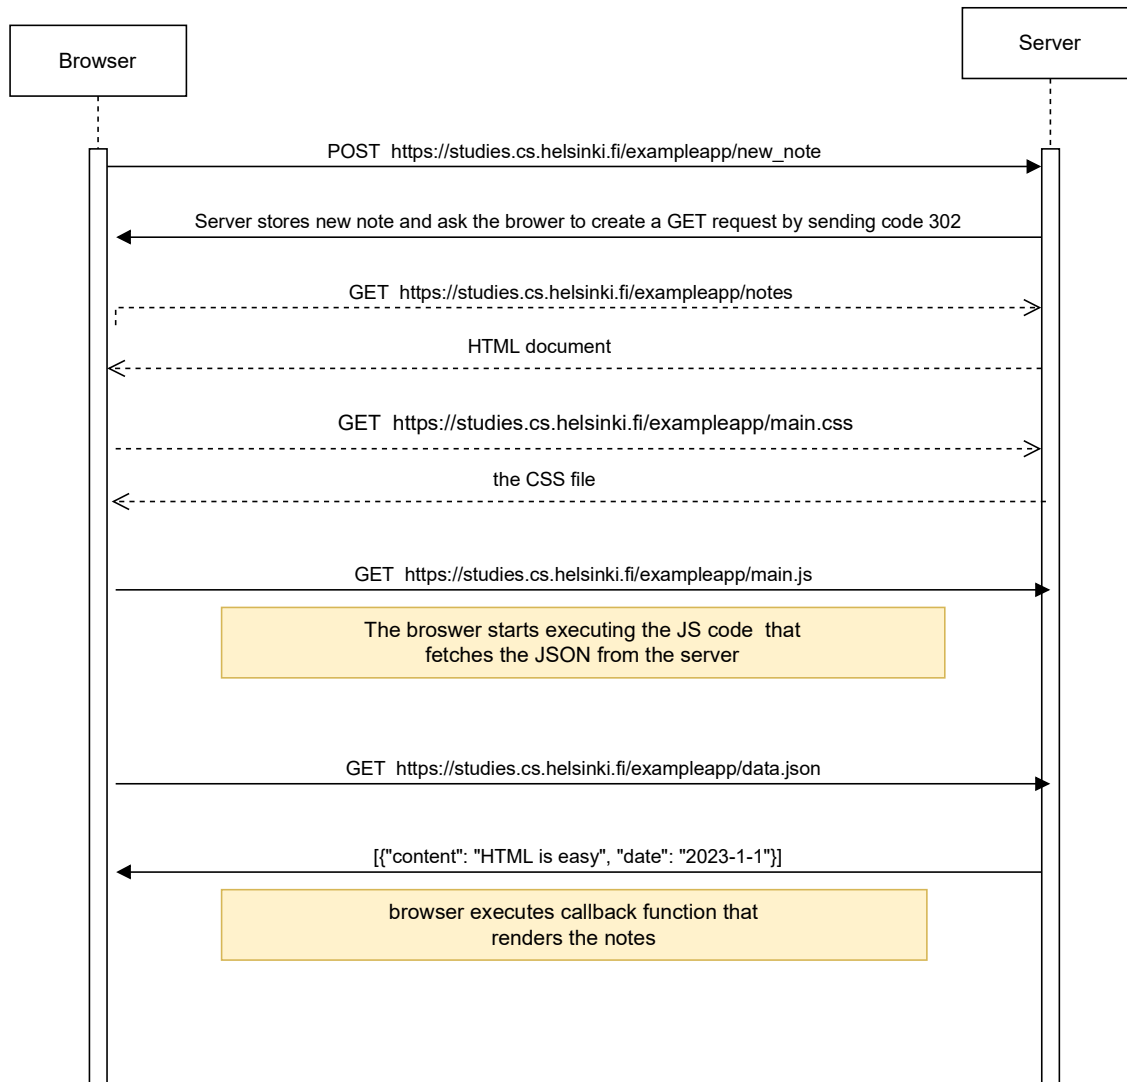 Browser
Server
POST  https://studies.cs.helsinki.fi/exampleapp/new_note
Server stores new note and ask the brower to create a GET request by sending code 302
GET  https://studies.cs.helsinki.fi/exampleapp/notes
HTML document
GET  https://studies.cs.helsinki.fi/exampleapp/main.css
the CSS file
GET  https://studies.cs.helsinki.fi/exampleapp/main.js
The broswer starts executing the JS code  that
fetches the JSON from the server
GET  https://studies.cs.helsinki.fi/exampleapp/data.json
[{"content": "HTML is easy", "date": "2023-1-1"}]
browser executes callback function that
renders the notes